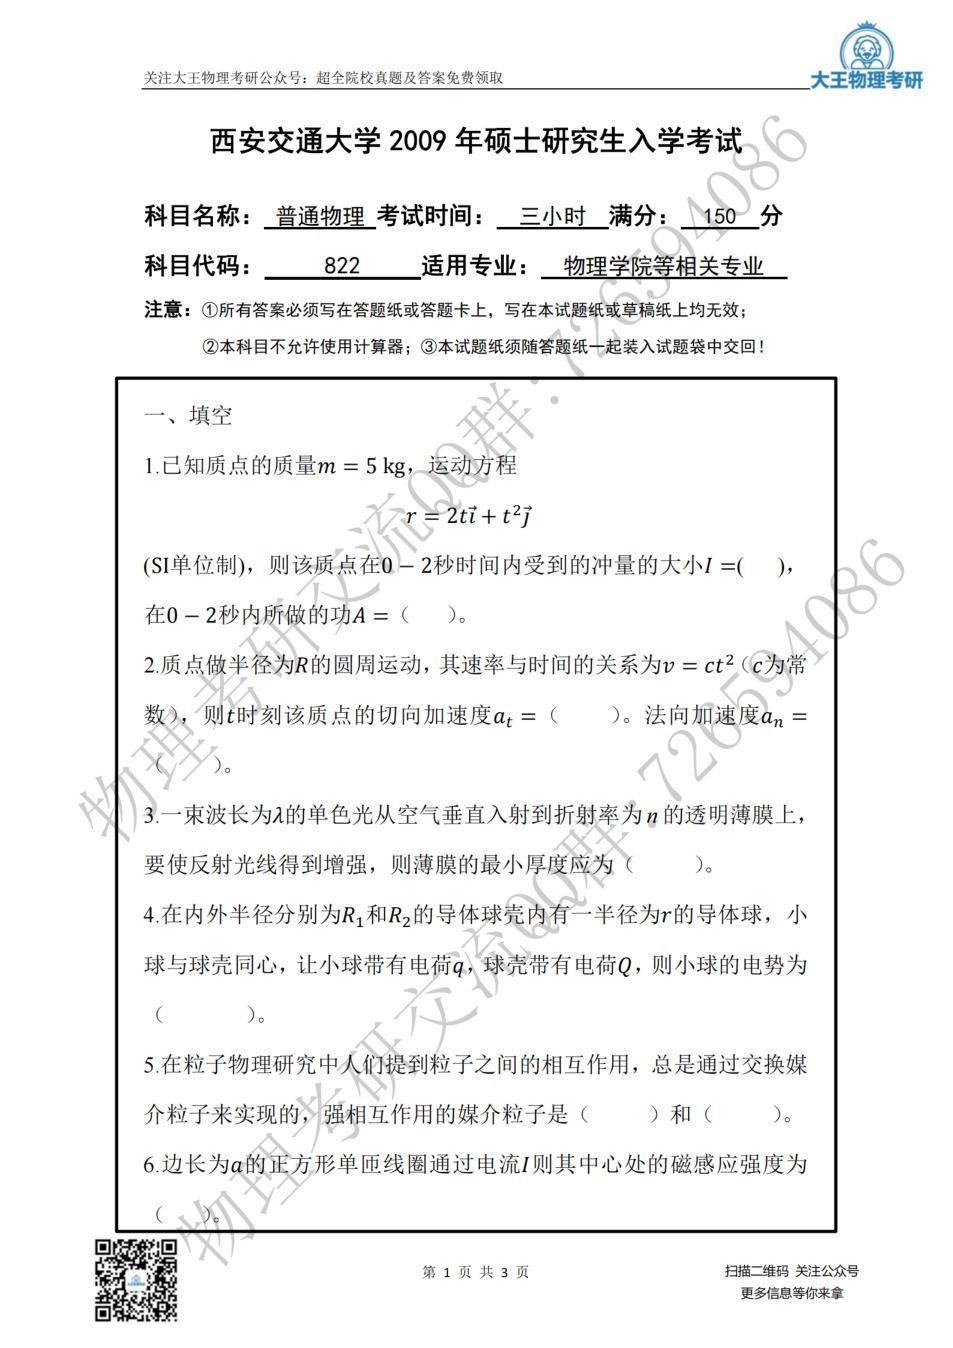 关注大王物理考研公众号：超全院校真题及答案免费领取
大王物理考研
西安交通大学 2009 年硕士研究生入学考试
科目名称： 普通物理 考试时间： 三小时 满分： 150 分
科目代码： 822 适用专业： 物理学院等相关专业
注意：①所有答案必须写在答题纸或答题卡上，写在本试题纸或草稿纸上均无效；
②本科目不允许使用计算器；③本试题纸须随答题纸一起装入试题袋中交回！
一、填空
1.已知质点的质量m = 5 kg，运动方程
r = 2ti⃗ + t²j⃗
(SI单位制)，则该质点在0 − 2秒时间内受到的冲量的大小I =( )，
在0 − 2秒内所做的功A =（ ）。
2.质点做半径为R的圆周运动，其速率与时间的关系为v = ct²（c为常
数），则t时刻该质点的切向加速度aₜ =（ ）。法向加速度aₙ =
（ ）。
3.一束波长为λ的单色光从空气垂直入射到折射率为 n 的透明薄膜上，
要使反射光线得到增强，则薄膜的最小厚度应为（ ）。
4.在内外半径分别为R₁和R₂的导体球壳内有一半径为r的导体球，小
球与球壳同心，让小球带有电荷q，球壳带有电荷Q，则小球的电势为
（ ）。
5.在粒子物理研究中人们提到粒子之间的相互作用，总是通过交换媒
介粒子来实现的，强相互作用的媒介粒子是（ ）和（ ）。
6.边长为a的正方形单匝线圈通过电流I则其中心处的磁感应强度为
（ ）。
物理考研交流QQ群：726594086
物理考研交流QQ群：726594086
大王物理考研
第 1 页 共 3 页
扫描二维码 关注公众号
更多信息等你来拿